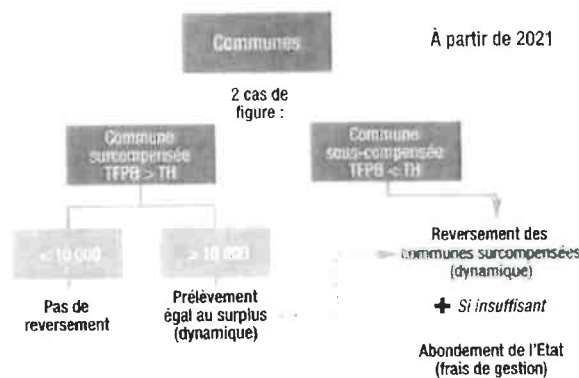 Communes
À partir de 2021
2 cas de
figure :
Commune
surcompensée
TFPB > TH
Commune
sous-compensée
TFPB < TH
< 10 000
> 10 000
Pas de
reversement
Prélèvement
égal au surplus
(dynamique)
Reversement des
communes surcompensées
(dynamique)
+ Si insuffisant
Abondement de l'Etat
(frais de gestion)